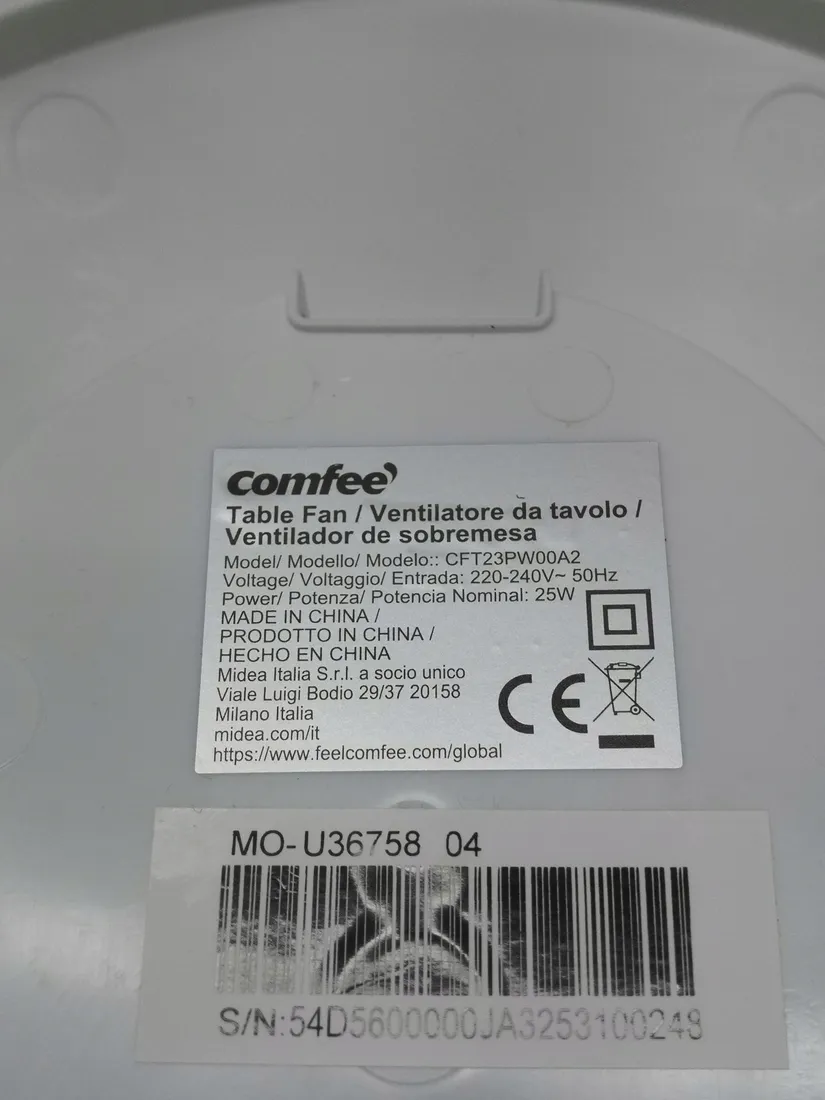 comfee'
Table Fan / Ventilatore da tavolo /
Ventilador de sobremesa
Model/ Modello/ Modelo:: CFT23PW00A2
Voltage/ Voltaggio/ Entrada: 220-240V~ 50Hz
Power/ Potenza/ Potencia Nominal: 25W
MADE IN CHINA /
PRODOTTO IN CHINA /
HECHO EN CHINA
Midea Italia S.r.l. a socio unico
Viale Luigi Bodio 29/37 20158
Milano Italia
midea.com/it
https://www.feelcomfee.com/global
CE
MO-U36758 04
S/N:54D5600000JA3253100248